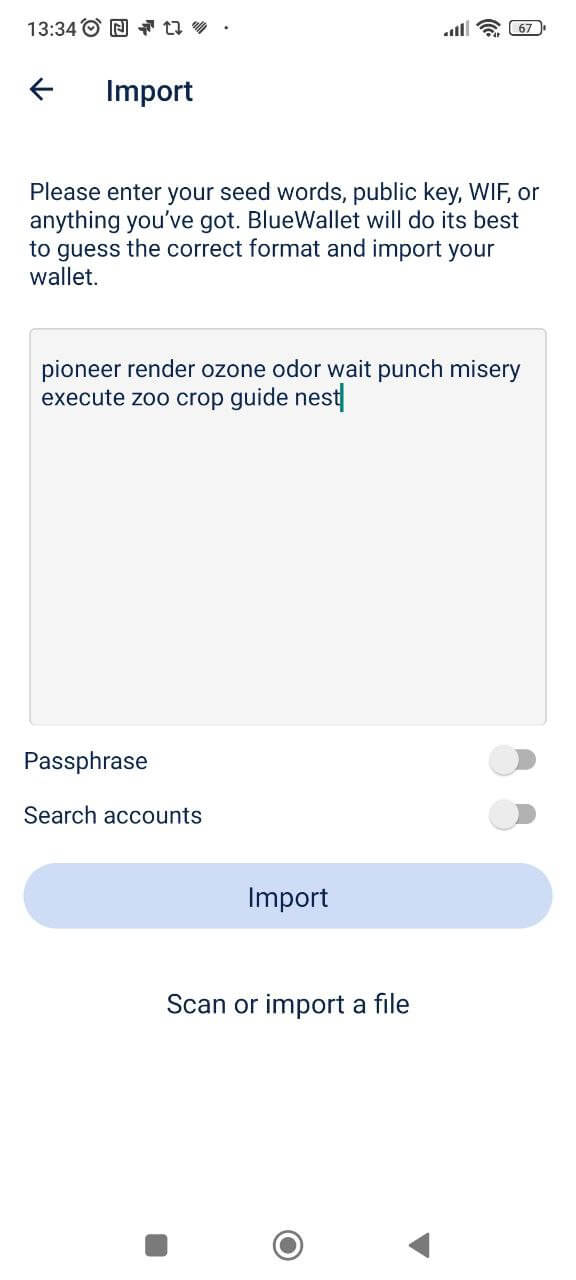 13:34
67
Import
Please enter your seed words, public key, WIF, or
anything you’ve got. BlueWallet will do its best
to guess the correct format and import your
wallet.
pioneer render ozone odor wait punch misery
execute zoo crop guide nest
Passphrase
Search accounts
Import
Scan or import a file